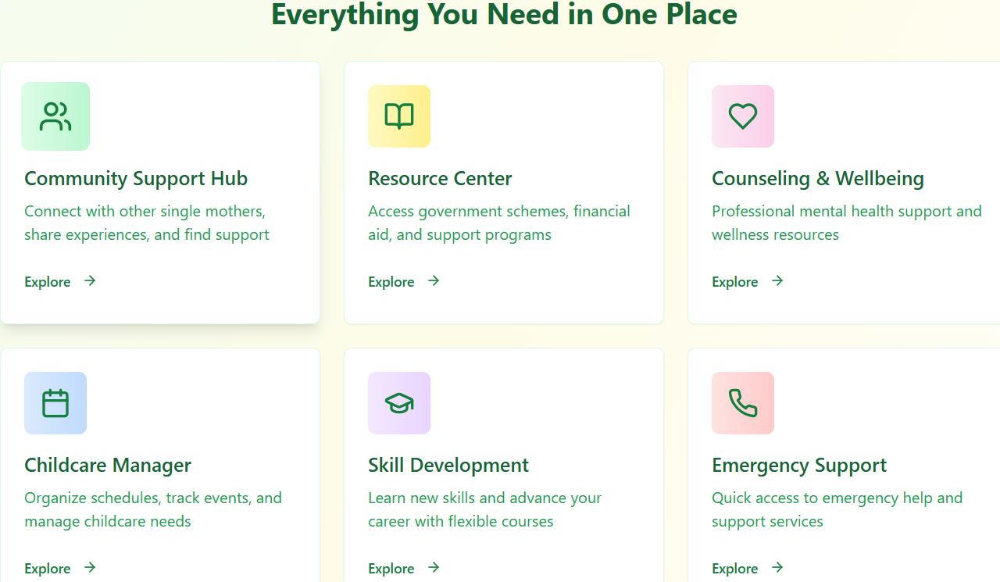 Everything You Need in One Place
Community Support Hub
Connect with other single mothers,
share experiences, and find support
Explore
Resource Center
Access government schemes, financial
aid, and support programs
Explore
Counseling & Wellbeing
Professional mental health support and
wellness resources
Explore
Childcare Manager
Organize schedules, track events, and
manage childcare needs
Explore
Skill Development
Learn new skills and advance your
career with flexible courses
Explore
Emergency Support
Quick access to emergency help and
support services
Explore